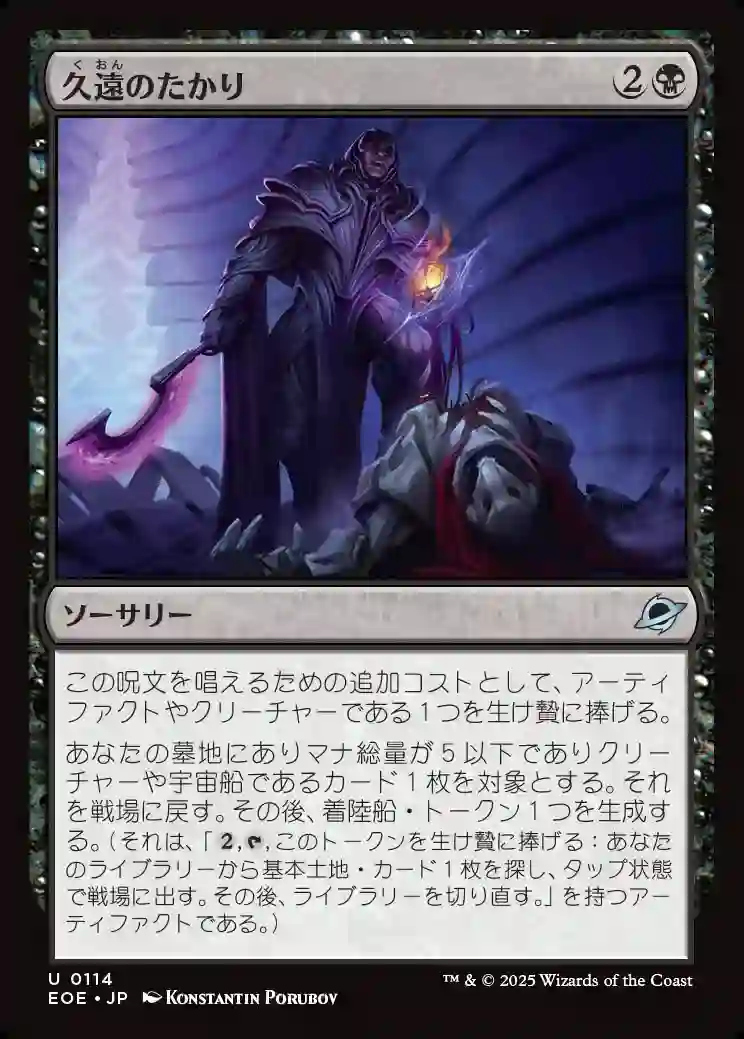 くおん
久遠のたかり 2
ソーサリー
この呪文を唱えるための追加コストとして、アーティ
ファクトやクリーチャーである1つを生け贄に捧げる。
あなたの墓地にありマナ総量が5以下でありクリー
チャーや宇宙船であるカード1枚を対象とする。それ
を戦場に戻す。その後、着陸船・トークン1つを生成す
る。（それは、「2,,このトークンを生け贄に捧げる：あなた
のライブラリーから基本土地・カード1枚を探し、タップ状態
で戦場に出す。その後、ライブラリーを切り直す。」を持つアー
ティファクトである。）
U 0114
EOE • JP KONSTANTIN PORUBOV
™ & © 2025 Wizards of the Coast